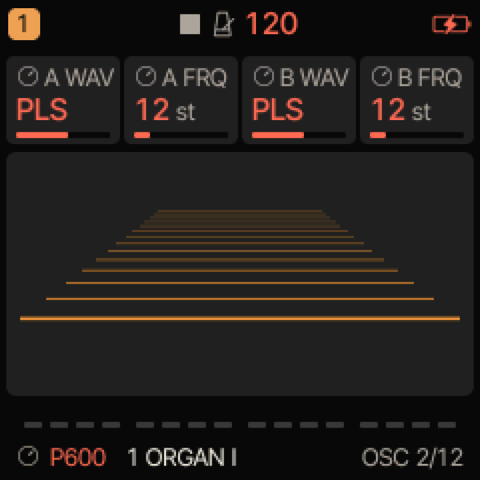 1 120
A WAV A FRQ B WAV B FRQ
PLS 12 st PLS 12 st
P600 1 ORGAN I OSC 2/12